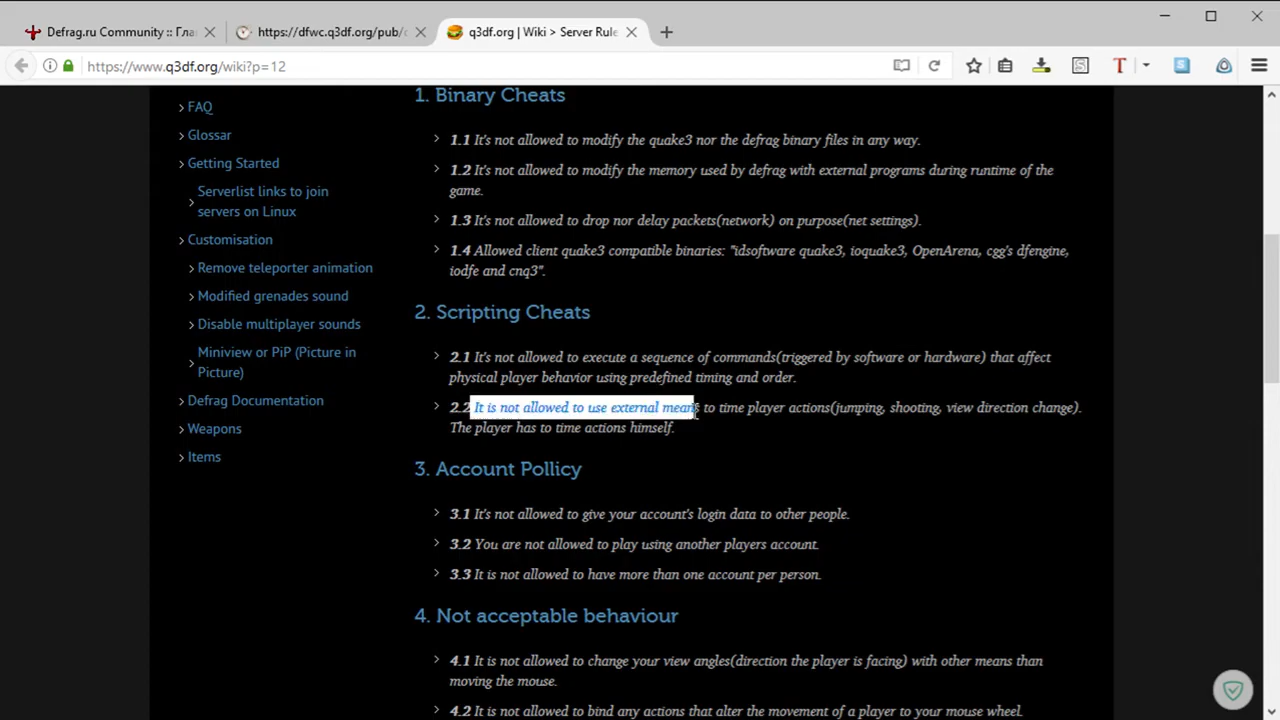 Defrag.ru Community :: Гла
https://dfwc.q3df.org/pub/
q3df.org | Wiki > Server Rule
https://www.q3df.org/wiki?p=12
FAQ
Glossar
Getting Started
Serverlist links to join
servers on Linux
Customisation
Remove teleporter animation
Modified grenades sound
Disable multiplayer sounds
Miniview or PiP (Picture in
Picture)
Defrag Documentation
Weapons
Items
1. Binary Cheats
1.1 It's not allowed to modify the quake3 nor the defrag binary files in any way.
1.2 It's not allowed to modify the memory used by defrag with external programs during runtime of the
game.
1.3 It's not allowed to drop nor delay packets(network) on purpose(net settings).
1.4 Allowed client quake3 compatible binaries: "idsoftware quake3, ioquake3, OpenArena, cgg's dfengine,
iodfe and cnq3".
2. Scripting Cheats
2.1 It's not allowed to execute a sequence of commands(triggered by software or hardware) that affect
physical player behavior using predefined timing and order.
2.2 It is not allowed to use external means to time player actions(jumping, shooting, view direction change).
The player has to time actions himself.
3. Account Pollicy
3.1 It's not allowed to give your account's login data to other people.
3.2 You are not allowed to play using another players account.
3.3 It is not allowed to have more than one account per person.
4. Not acceptable behaviour
4.1 It is not allowed to change your view angles(direction the player is facing) with other means than
moving the mouse.
4.2 It is not allowed to bind any actions that alter the movement of a player to your mouse wheel.